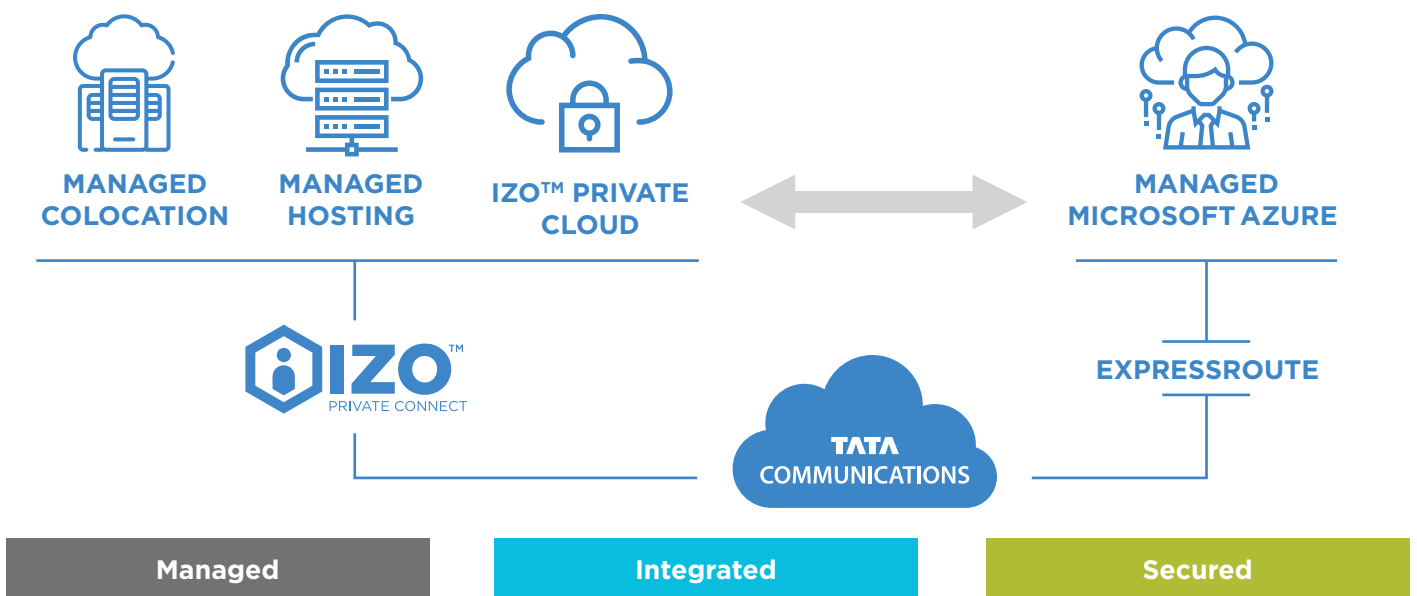 MANAGED
COLOCATION
MANAGED
HOSTING
IZO™ PRIVATE
CLOUD
MANAGED
MICROSOFT AZURE
IZO™
PRIVATE CONNECT
EXPRESSROUTE
TATA
COMMUNICATIONS
Managed
Integrated
Secured